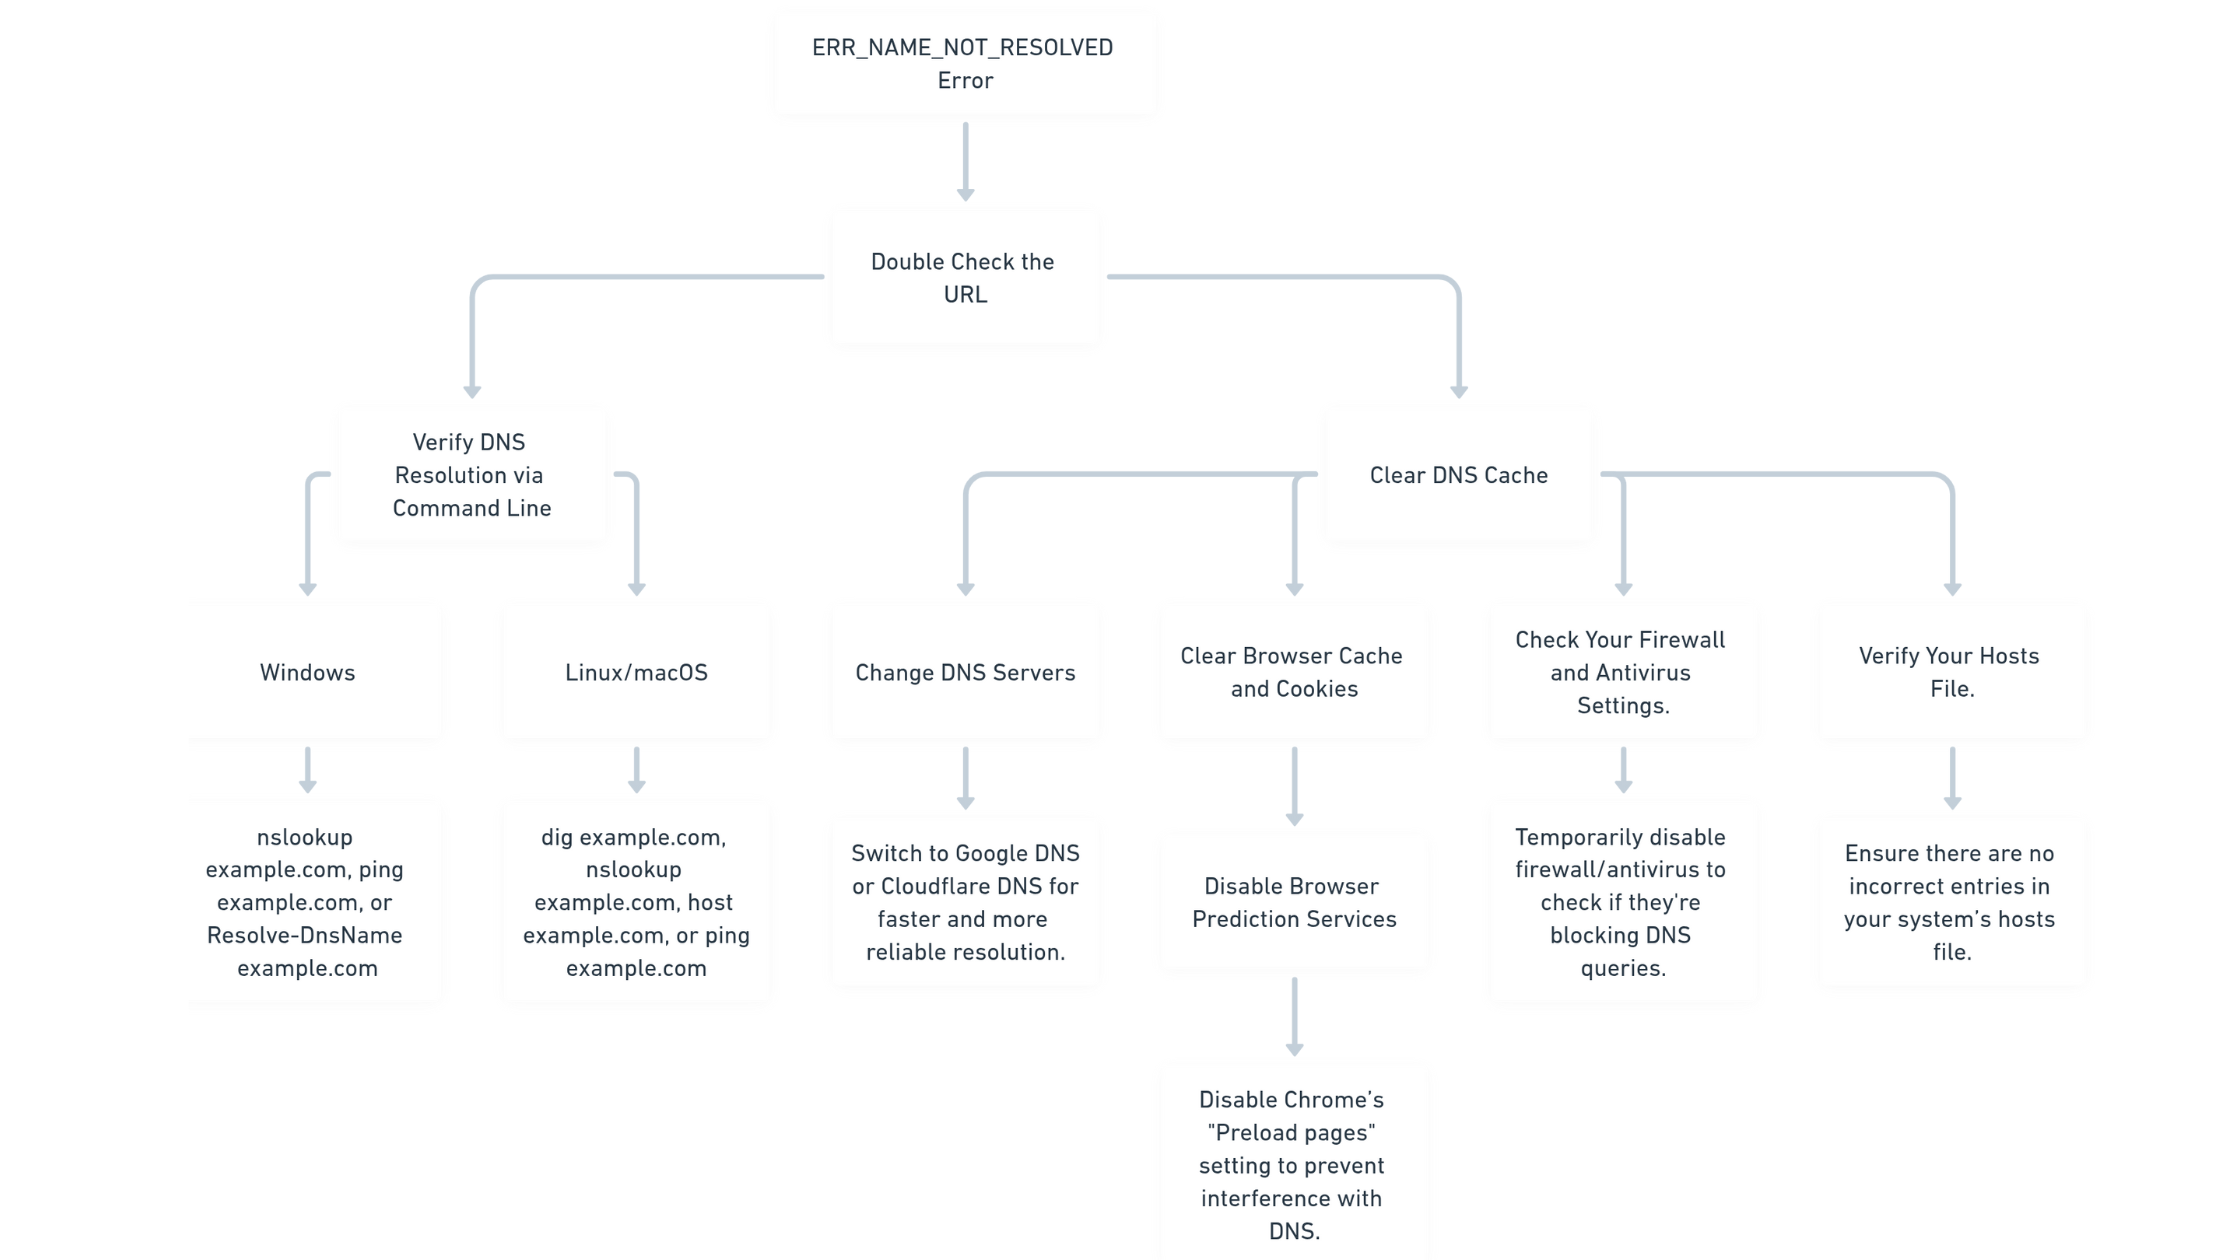 ERR_NAME_NOT_RESOLVED
Error
Double Check the
URL
Verify DNS
Resolution via
Command Line
Clear DNS Cache
Windows
Linux/macOS
Change DNS Servers
Clear Browser Cache
and Cookies
Check Your Firewall
and Antivirus
Settings.
Verify Your Hosts
File.
nslookup
example.com, ping
example.com, or
Resolve-DnsName
example.com
dig example.com,
nslookup
example.com, host
example.com, or ping
example.com
Switch to Google DNS
or Cloudflare DNS for
faster and more
reliable resolution.
Disable Browser
Prediction Services
Temporarily disable
firewall/antivirus to
check if they're
blocking DNS
queries.
Ensure there are no
incorrect entries in
your system’s hosts
file.
Disable Chrome’s
"Preload pages"
setting to prevent
interference with
DNS.